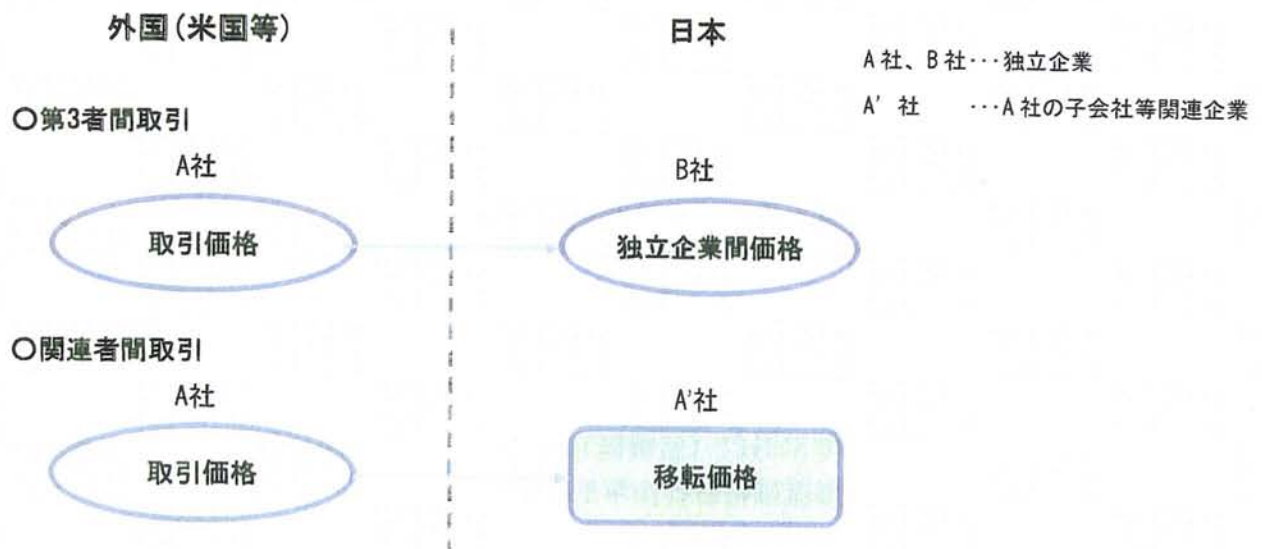 外国(米国等)
日本
A社、B社･･･独立企業
A' 社 ･･･A社の子会社等関連企業
○第3者間取引
A社
B社
取引価格
独立企業間価格
○関連者間取引
A社
A'社
取引価格
移転価格